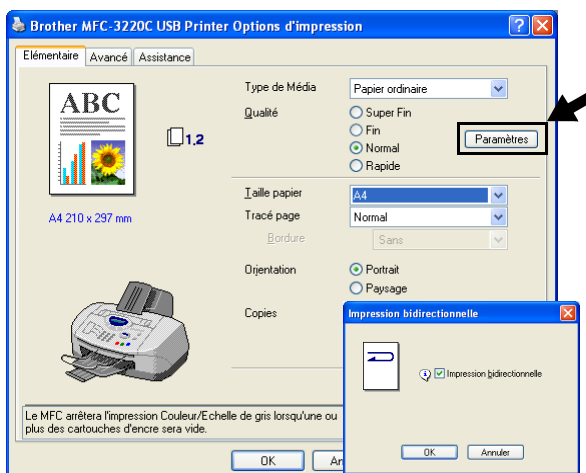 Brother MFC-3220C USB Printer Options d'impression
Elémentaire Avancé Assistance
ABC
1.2
A4 210 x 297 mm
Type de Média Papier ordinaire
Qualité Super Fin
Fin
Normal
Rapide
Paramètres
Taille papier A4
Tracé page Normal
Bordure Sans
Orientation Portrait
Paysage
Copies
Impression bidirectionnelle
Impression bidirectionnelle
OK Annuler
Le MFC arrêtera l'impression Couleur/Echelle de gris lorsqu'une ou
plus des cartouches d'encre sera vide.
OK An